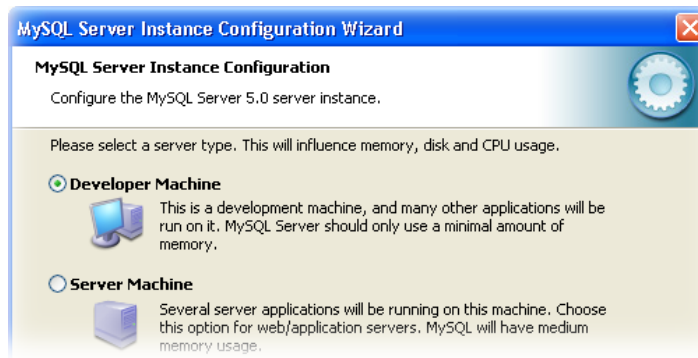 MySQL Server Instance Configuration Wizard
MySQL Server Instance Configuration
Configure the MySQL Server 5.0 server instance.
Please select a server type. This will influence memory, disk and CPU usage.
Developer Machine
This is a development machine, and many other applications will be
run on it. MySQL Server should only use a minimal amount of
memory.
Server Machine
Several server applications will be running on this machine. Choose
this option for web/application servers. MySQL will have medium
memory usage.